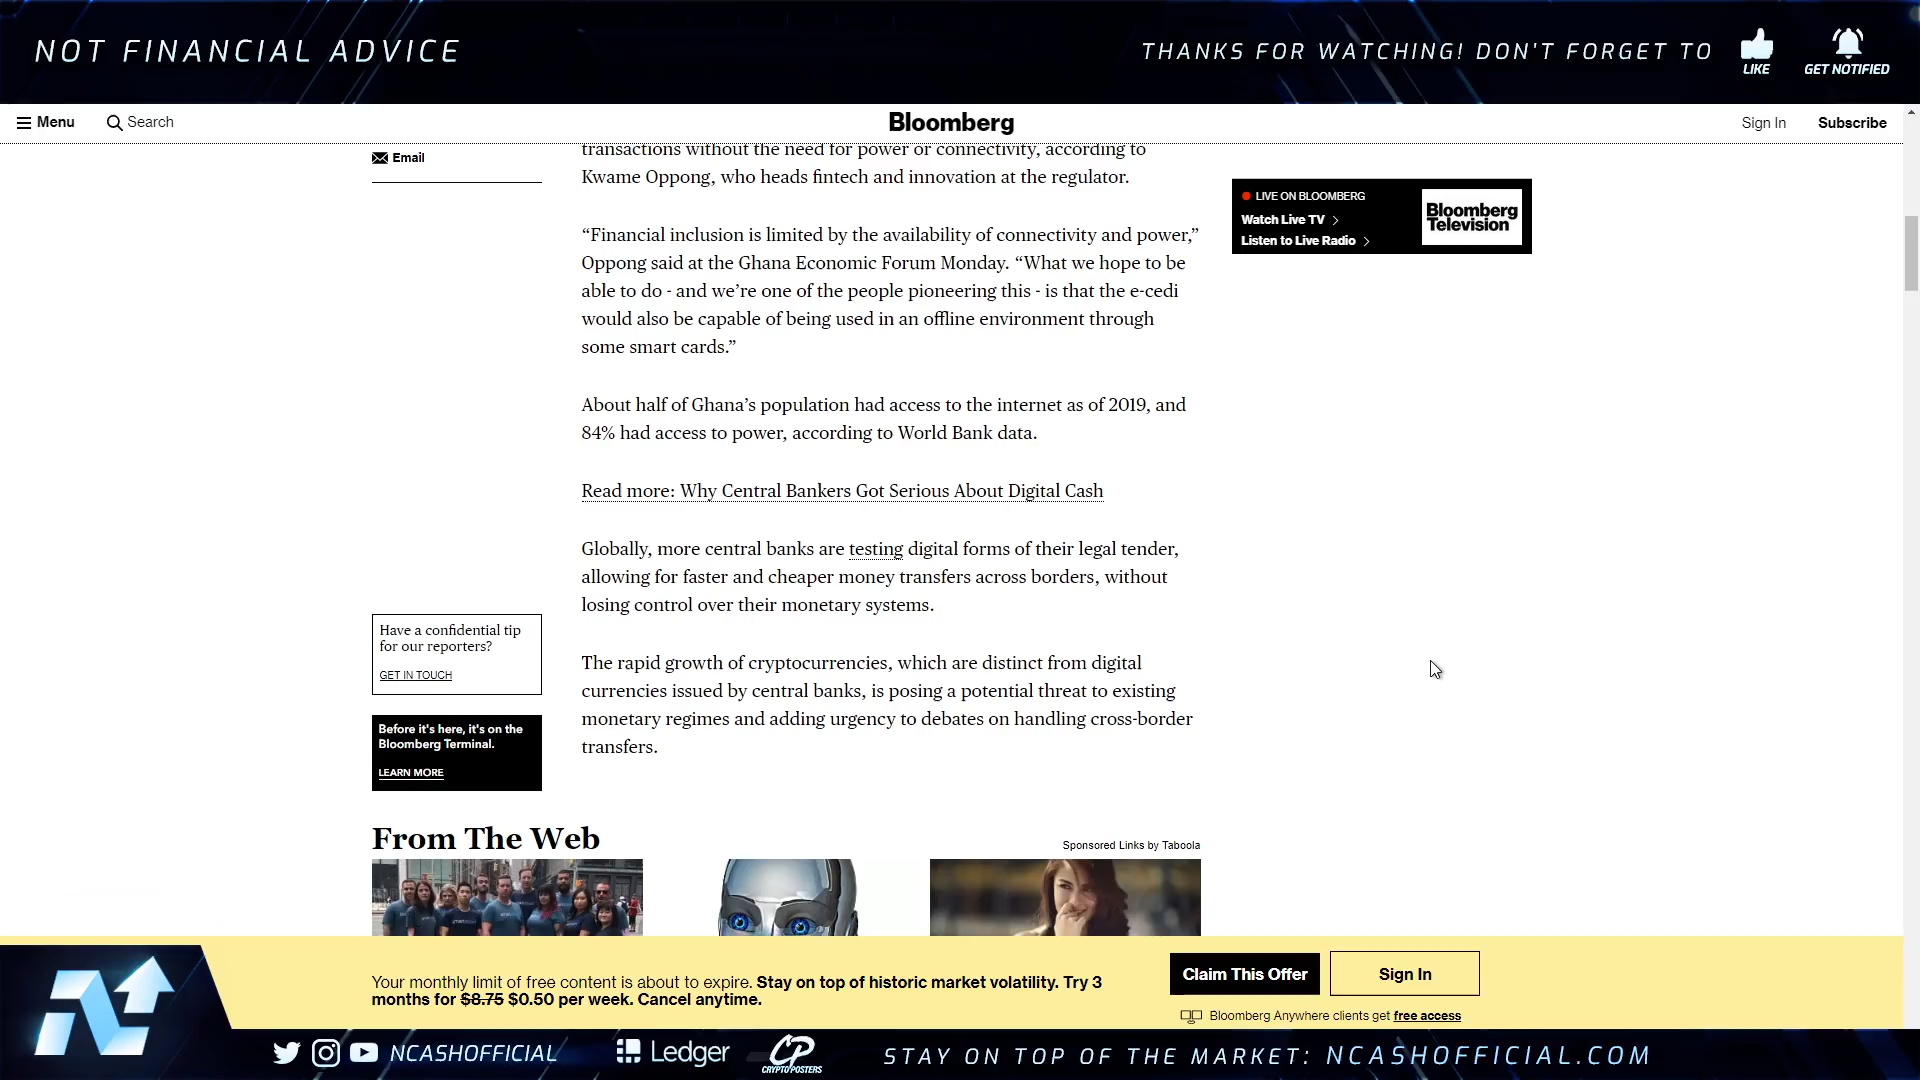 NOT FINANCIAL ADVICE
THANKS FOR WATCHING! DON'T FORGET TO
LIKE
GET NOTIFIED
Menu
Search
Bloomberg
Sign In
Subscribe
Email
transactions without the need for power or connectivity, according to
Kwame Oppong, who heads fintech and innovation at the regulator.
“Financial inclusion is limited by the availability of connectivity and power,”
Oppong said at the Ghana Economic Forum Monday. “What we hope to be
able to do - and we’re one of the people pioneering this - is that the e-cedi
would also be capable of being used in an offline environment through
some smart cards.”
About half of Ghana’s population had access to the internet as of 2019, and
84% had access to power, according to World Bank data.
Read more: Why Central Bankers Got Serious About Digital Cash
Globally, more central banks are testing digital forms of their legal tender,
allowing for faster and cheaper money transfers across borders, without
losing control over their monetary systems.
The rapid growth of cryptocurrencies, which are distinct from digital
currencies issued by central banks, is posing a potential threat to existing
monetary regimes and adding urgency to debates on handling cross-border
transfers.
LIVE ON BLOOMBERG
Watch Live TV
Listen to Live Radio
Bloomberg
Television
Have a confidential tip
for our reporters?
GET IN TOUCH
Before it's here, it's on the
Bloomberg Terminal.
LEARN MORE
From The Web
Sponsored Links by Taboola
Your monthly limit of free content is about to expire. Stay on top of historic market volatility. Try 3
months for $8.75 $0.50 per week. Cancel anytime.
Claim This Offer
Sign In
Bloomberg Anywhere clients get free access
NCASHOFFICIAL
Ledger
CP
CRYPTOPOSTERS
STAY ON TOP OF THE MARKET: NCASHOFFICIAL.COM